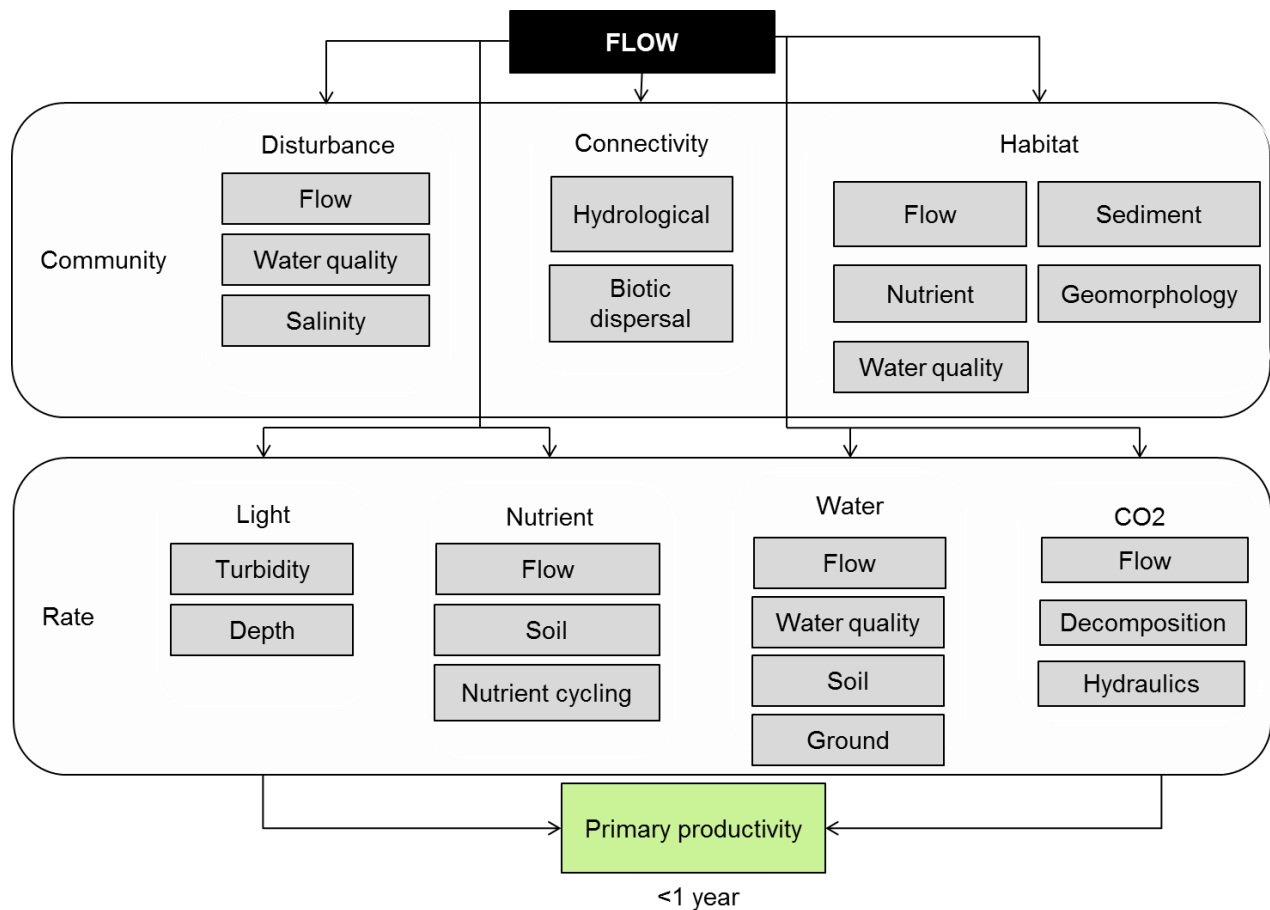 FLOW
Disturbance
Flow
Water quality
Salinity
Connectivity
Hydrological
Biotic
dispersal
Habitat
Flow
Sediment
Nutrient
Geomorphology
Water quality
Community
Light
Turbidity
Depth
Nutrient
Flow
Soil
Nutrient cycling
Water
Flow
Water quality
Soil
Ground
CO2
Flow
Decomposition
Hydraulics
Rate
Primary productivity
<1 year